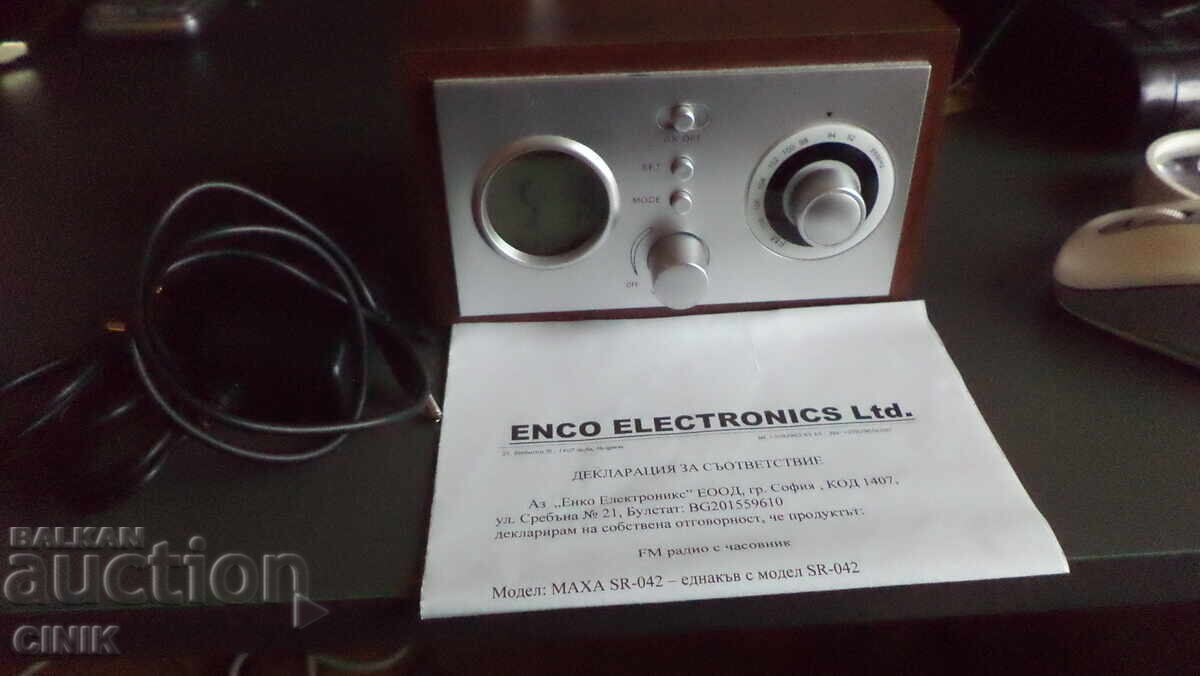 SET
MODE
OFF
FM
ENCO ELECTRONICS Ltd.
ДЕКЛАРАЦИЯ ЗА СЪОТВЕТСТВИЕ
Аз „Енко Електроникс" ЕООД, гр. София , КОД 1407,
ул. Сребъна № 21, Булстат: BG201559610
декларирам на собствена отговорност, че продуктът:
FM радио с часовник
Модел: MAXA SR-042 – еднакъв с модел SR-042
BALKAN
auction
CINIK